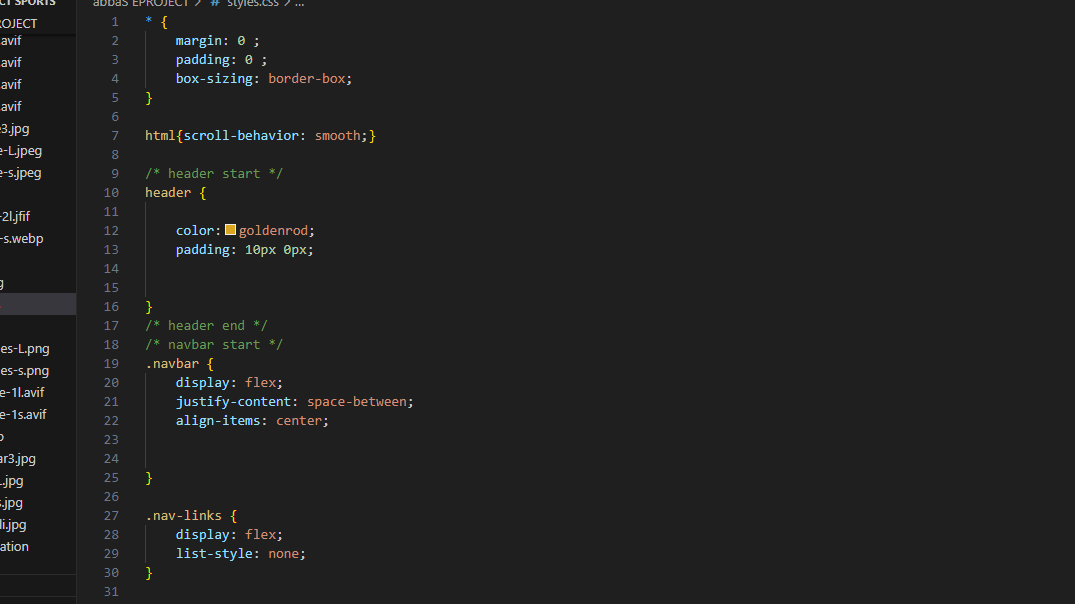 CT SPORTS
ROJECT
.avif
.avif
.avif
.avif
e3.jpg
e-L.jpeg
e-s.jpeg
-2l.jfif
-s.webp
g
es-L.png
es-s.png
e-1l.avif
e-1s.avif
ar3.jpg
.jpg
s.jpg
li.jpg
ation
abbaS EPROJECT > # styles.css > ...
1 * {
2 margin: 0 ;
3 padding: 0 ;
4 box-sizing: border-box;
5 }
6
7 html{scroll-behavior: smooth;}
8
9 /* header start */
10 header {
11
12 color: goldenrod;
13 padding: 10px 0px;
14
15
16 }
17 /* header end */
18 /* navbar start */
19 .navbar {
20 display: flex;
21 justify-content: space-between;
22 align-items: center;
23
24
25 }
26
27 .nav-links {
28 display: flex;
29 list-style: none;
30 }
31